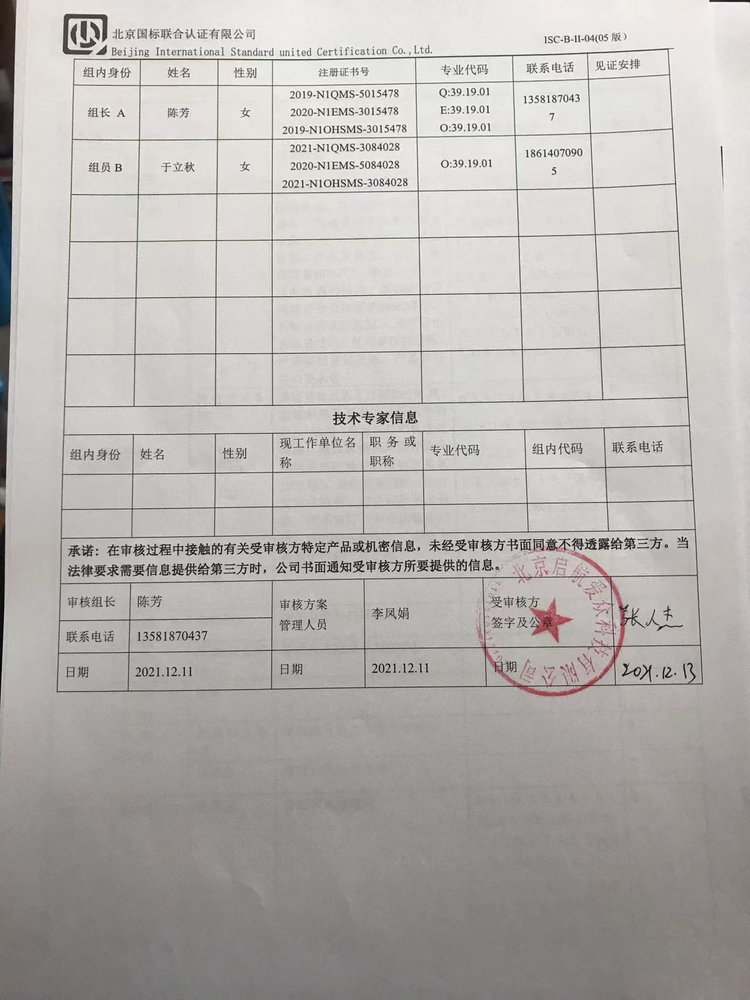 北京国标联合认证有限公司
Beijing International Standard united Certification Co.,Ltd.
ISC-B-II-04(05 版)
组内身份 姓名 性别 注册证书号 专业代码 联系电话 见证安排
组长 A 陈芳 女
2019-N1QMS-5015478
2020-N1EMS-3015478
2019-N1OHSMS-3015478
Q:39.19.01
E:39.19.01
O:39.19.01
1358187043
7
组员 B 于立秋 女
2021-N1QMS-3084028
2020-N1EMS-5084028
2021-N1OHSMS-3084028
O:39.19.01
1861407090
5
技术专家信息
组内身份 姓名 性别
现工作单位名
称
职 务 或
职称
专业代码 组内代码 联系电话
承诺：在审核过程中接触的有关受审核方特定产品或机密信息，未经受审核方书面同意不得透露给第三方。当
法律要求需要信息提供给第三方时，公司书面通知受审核方所要提供的信息。
审核组长 陈芳
联系电话 13581870437
审核方案
管理人员
李凤娟
受审核方
签字及公章
张人杰
北京启航爱众科技有限公司
日期 2021.12.11 日期 2021.12.11 日期 2021.12.13